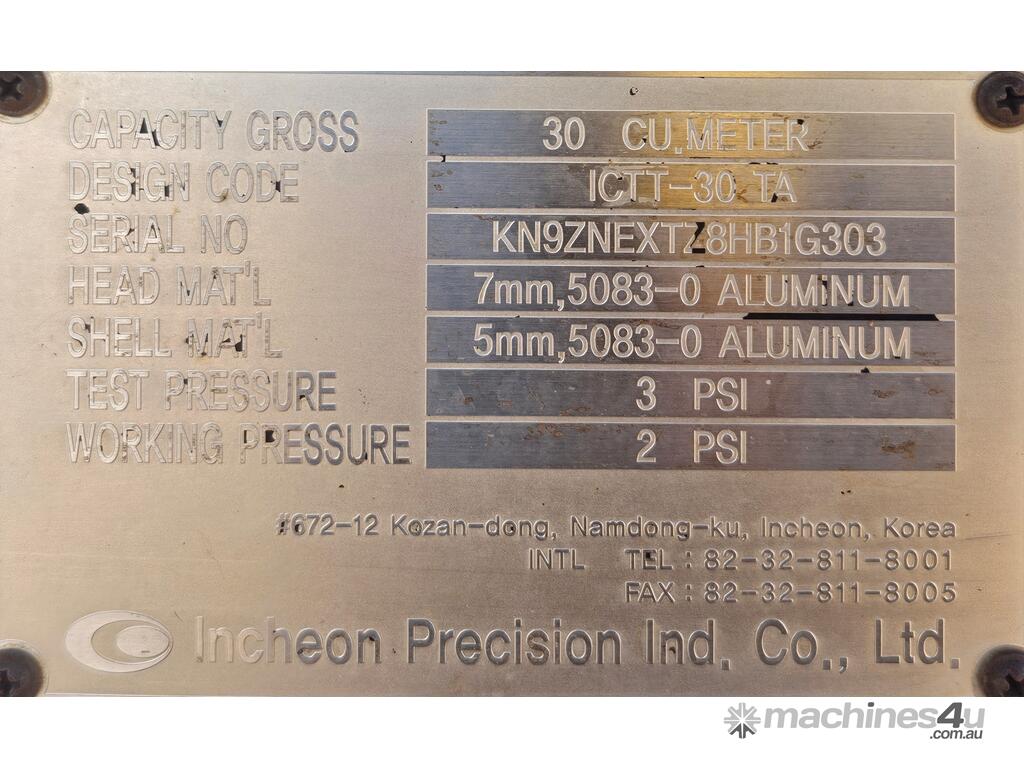 CAPACITY GROSS 30 CU.METER
DESIGN CODE ICTT-30 TA
SERIAL NO KN9ZNEXTZ8HB1G303
HEAD MAT'L 7mm,5083-0 ALUMINUM
SHELL MAT'L 5mm,5083-0 ALUMINUM
TEST PRESSURE 3 PSI
WORKING PRESSURE 2 PSI
#672-12 Kozan-dong, Namdong-ku, Incheon, Korea
INTL TEL : 82-32-811-8001
FAX : 82-32-811-8005
Incheon Precision Ind. Co., Ltd.
machines4u
.com.au